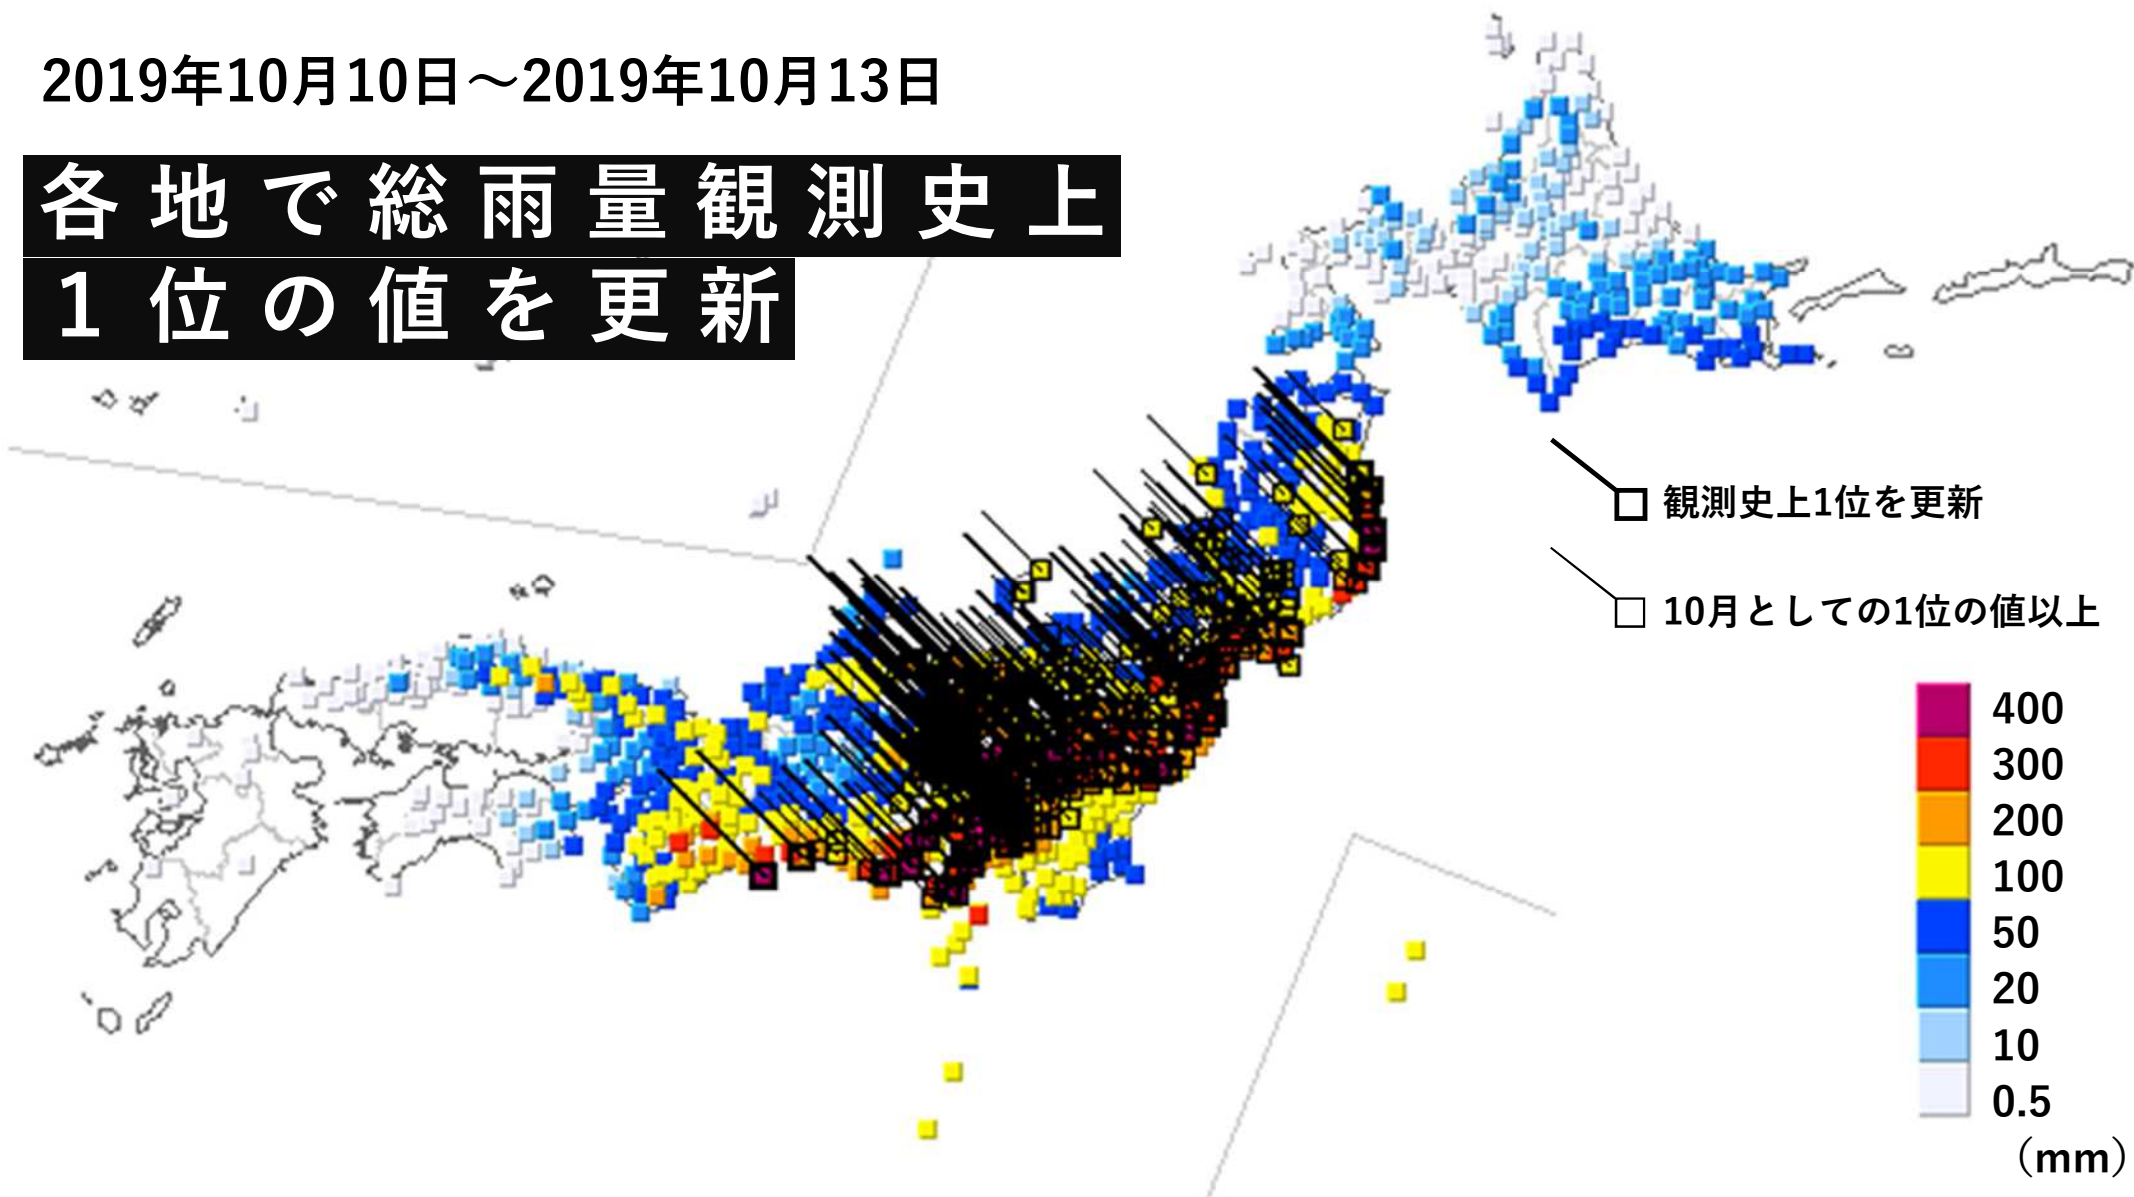 2019年10月10日～2019年10月13日
各地で総雨量観測史上
1位の値を更新
観測史上1位を更新
10月としての1位の値以上
400
300
200
100
50
20
10
0.5
（mm）